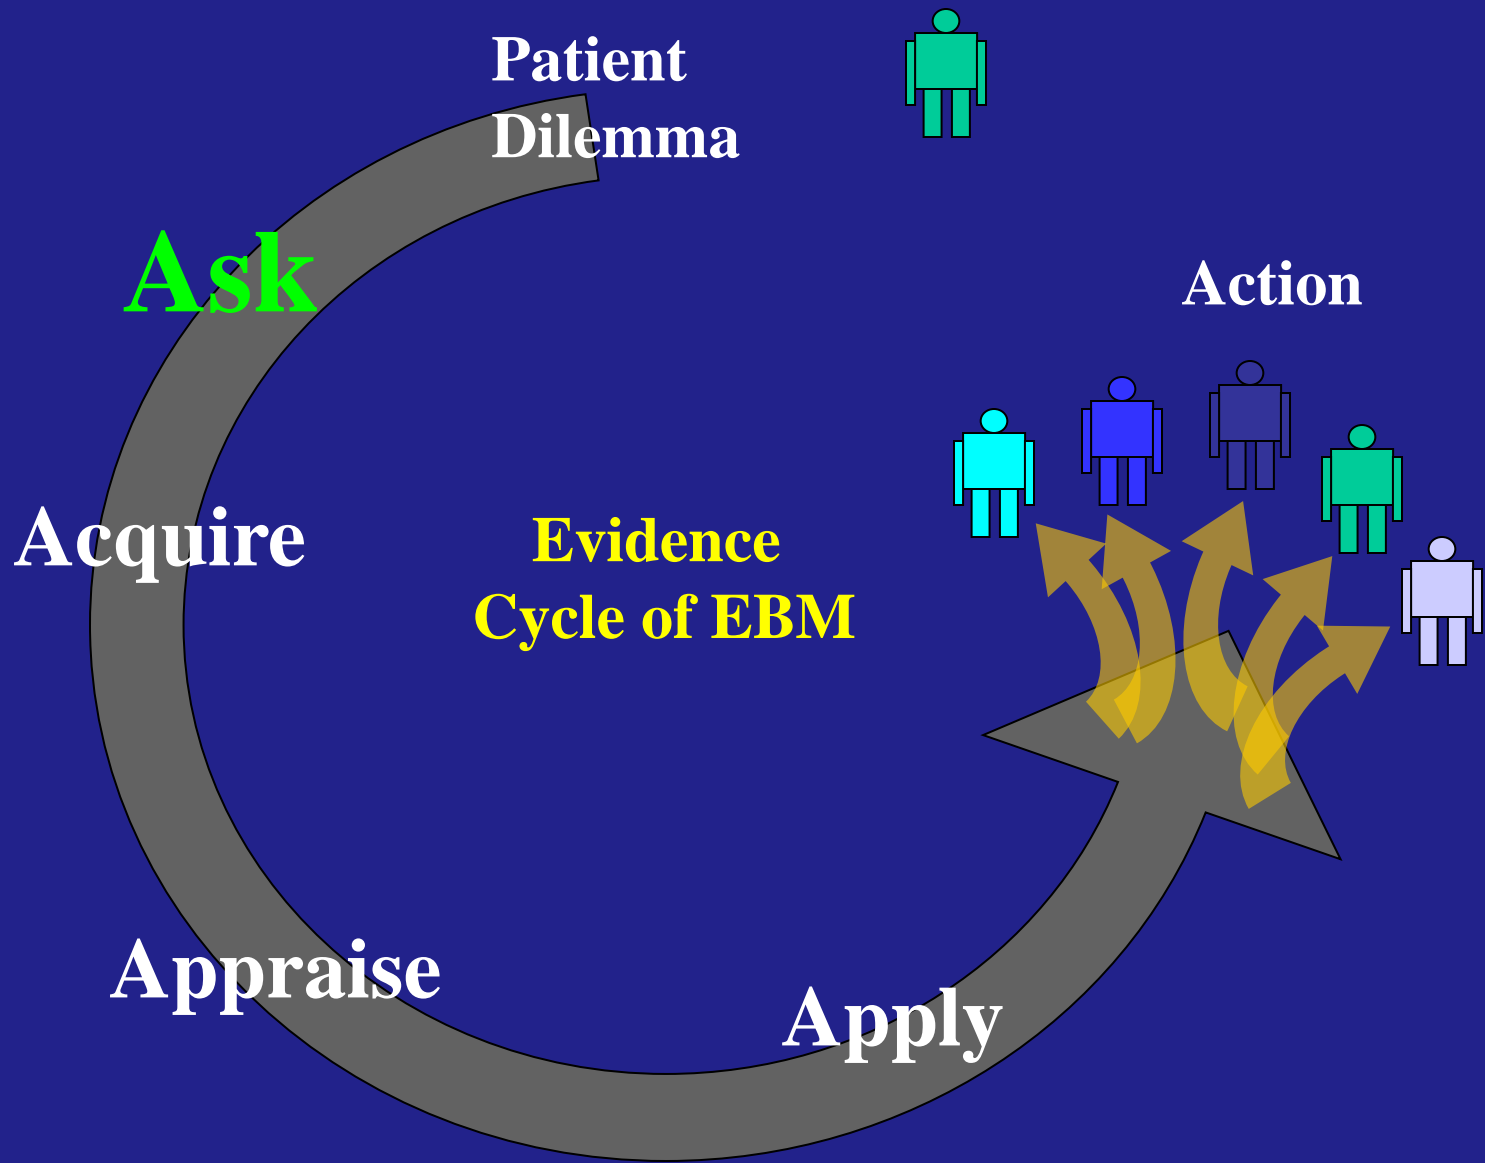 Patient
Dilemma
Ask
Action
Acquire
Evidence
Cycle of EBM
Appraise
Apply